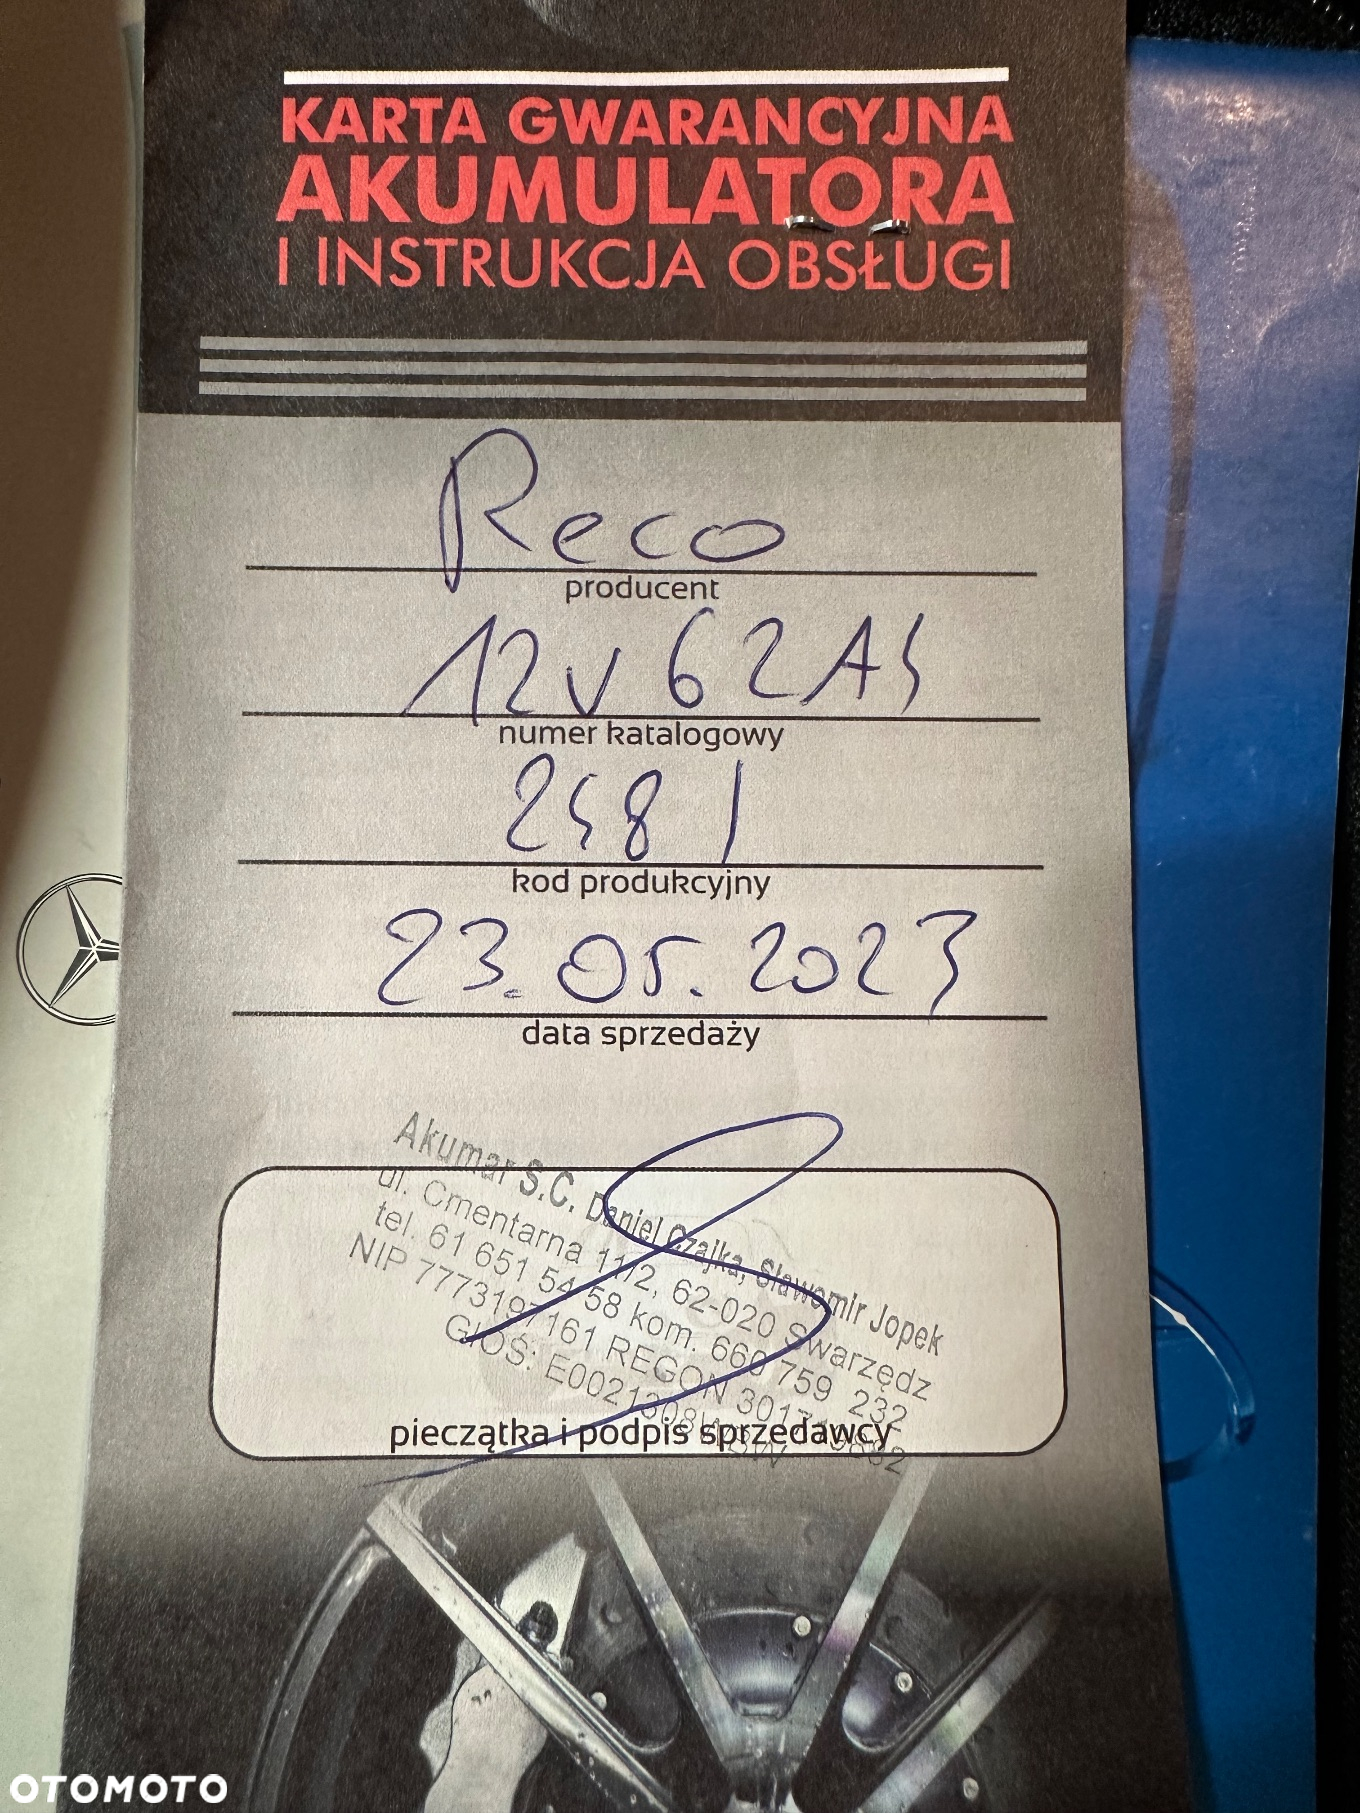 KARTA GWARANCYJNA
AKUMULATORA
I INSTRUKCJA OBSŁUGI
Reco
producent
12V 62Ah
numer katalogowy
2481
kod produkcyjny
23.05.2023
data sprzedaży
Akumar S.C. Daniel Czajka, Sławomir Jopek
ul. Cmentarna 11/2, 62-020 Swarzędz
tel. 61 651 54 58 kom. 660 759 232
NIP 7773197161 REGON
GIOŚ:
pieczątka i podpis sprzedawcy
OTOMOTO